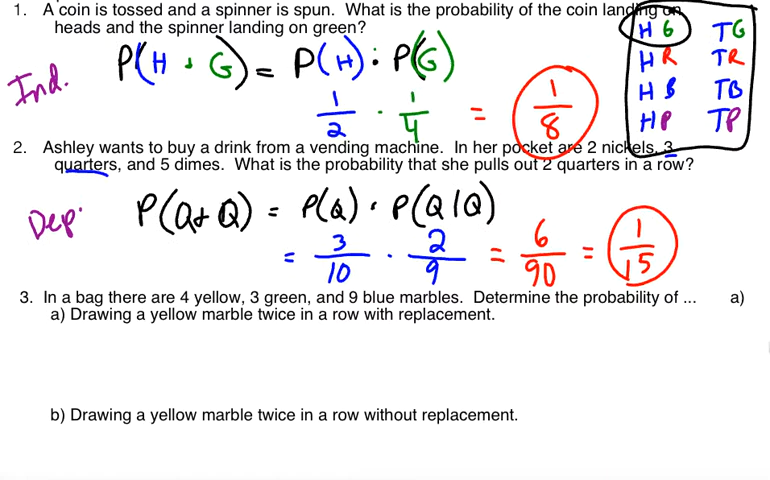 1. A coin is tossed and a spinner is spun. What is the probability of the coin landing on
heads and the spinner landing on green?
H G TG
H R TR
H B TB
H P TP
Ind. P(H + G) = P(H) · P(G)
1/2 · 1/4 = 1/8
2. Ashley wants to buy a drink from a vending machine. In her pocket are 2 nickels, 3
quarters, and 5 dimes. What is the probability that she pulls out 2 quarters in a row?
Dep. P(Q + Q) = P(Q) · P(Q|Q)
= 3/10 · 2/9 = 6/90 = 1/15
3. In a bag there are 4 yellow, 3 green, and 9 blue marbles. Determine the probability of ... a)
a) Drawing a yellow marble twice in a row with replacement.
b) Drawing a yellow marble twice in a row without replacement.